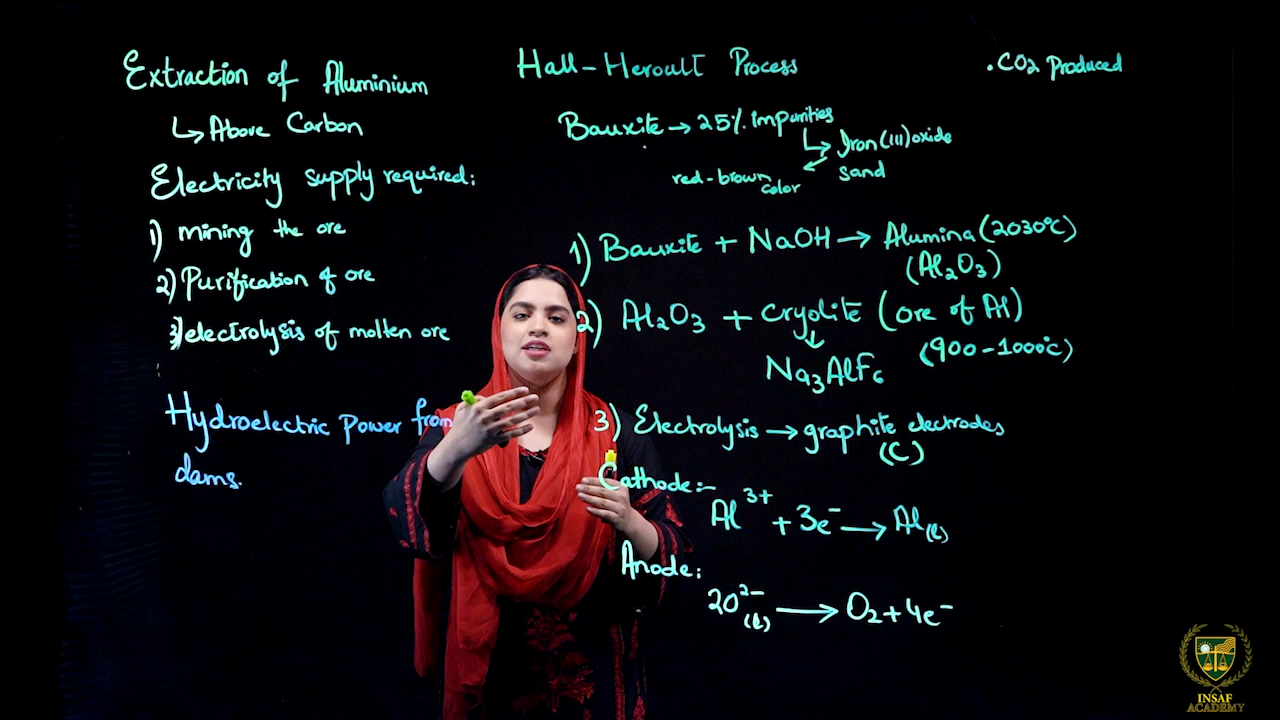 Extraction of Aluminium
↳ Above Carbon
Electricity supply required:
1) mining the ore
2) Purification of ore
3) electrolysis of molten ore
Hydroelectric Power from
dams.
Hall-Heroult Process
Bauxite → 25% impurities
↳ Iron (III) oxide
sand
red-brown color
1) Bauxite + NaOH → Alumina (2030°C)
(Al₂O₃)
2) Al₂O₃ + Cryolite (ore of Al)
↓ (900-1000°C)
Na₃AlF₆
3) Electrolysis → graphite electrodes
(C)
Cathode:-
Al³⁺ + 3e⁻ → Al(l)
Anode:
2O²⁻(l) → O₂ + 4e⁻
.CO₂ Produced
INSAF
ACADEMY